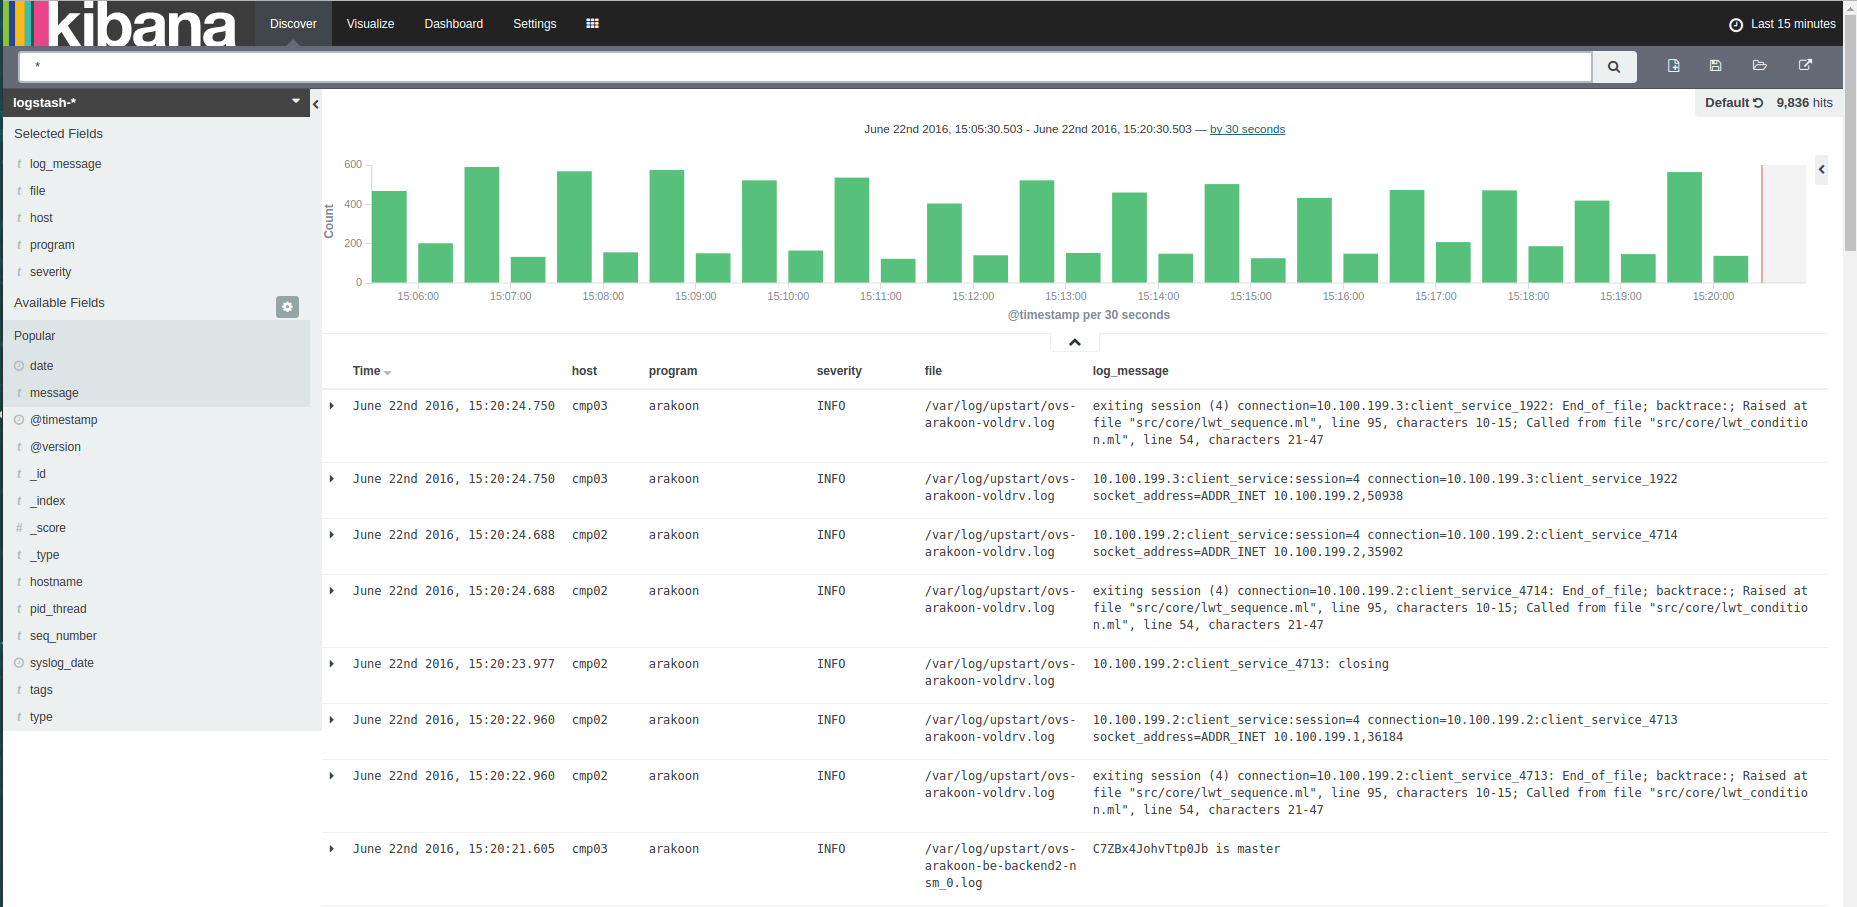 kibana
Discover Visualize Dashboard Settings Last 15 minutes
*
logstash-* Default 9,836 hits
Selected Fields
t log_message
t file
t host
t program
t severity
Available Fields
Popular
date
t message
@timestamp
t @version
t _id
t _index
# _score
t _type
t hostname
t pid_thread
t seq_number
syslog_date
t tags
t type
June 22nd 2016, 15:05:30.503 - June 22nd 2016, 15:20:30.503 — by 30 seconds
Count
600
400
200
0
15:06:00 15:07:00 15:08:00 15:09:00 15:10:00 15:11:00 15:12:00 15:13:00 15:14:00 15:15:00 15:16:00 15:17:00 15:18:00 15:19:00 15:20:00
@timestamp per 30 seconds
Time host program severity file log_message
June 22nd 2016, 15:20:24.750 cmp03 arakoon INFO /var/log/upstart/ovs- exiting session (4) connection=10.100.199.3:client_service_1922: End_of_file; backtrace:; Raised at
arakoon-voldrv.log file "src/core/lwt_sequence.ml", line 95, characters 10-15; Called from file "src/core/lwt_conditio
n.ml", line 54, characters 21-47
June 22nd 2016, 15:20:24.750 cmp03 arakoon INFO /var/log/upstart/ovs- 10.100.199.3:client_service:session=4 connection=10.100.199.3:client_service_1922
arakoon-voldrv.log socket_address=ADDR_INET 10.100.199.2,50938
June 22nd 2016, 15:20:24.688 cmp02 arakoon INFO /var/log/upstart/ovs- 10.100.199.2:client_service:session=4 connection=10.100.199.2:client_service_4714
arakoon-voldrv.log socket_address=ADDR_INET 10.100.199.2,35902
June 22nd 2016, 15:20:24.688 cmp02 arakoon INFO /var/log/upstart/ovs- exiting session (4) connection=10.100.199.2:client_service_4714: End_of_file; backtrace:; Raised at
arakoon-voldrv.log file "src/core/lwt_sequence.ml", line 95, characters 10-15; Called from file "src/core/lwt_conditio
n.ml", line 54, characters 21-47
June 22nd 2016, 15:20:23.977 cmp02 arakoon INFO /var/log/upstart/ovs- 10.100.199.2:client_service_4713: closing
arakoon-voldrv.log
June 22nd 2016, 15:20:22.960 cmp02 arakoon INFO /var/log/upstart/ovs- 10.100.199.2:client_service:session=4 connection=10.100.199.2:client_service_4713
arakoon-voldrv.log socket_address=ADDR_INET 10.100.199.1,36184
June 22nd 2016, 15:20:22.960 cmp02 arakoon INFO /var/log/upstart/ovs- exiting session (4) connection=10.100.199.2:client_service_4713: End_of_file; backtrace:; Raised at
arakoon-voldrv.log file "src/core/lwt_sequence.ml", line 95, characters 10-15; Called from file "src/core/lwt_conditio
n.ml", line 54, characters 21-47
June 22nd 2016, 15:20:21.605 cmp03 arakoon INFO /var/log/upstart/ovs- C7ZBx4JohvTtp0Jb is master
arakoon-be-backend2-n
sm_0.log